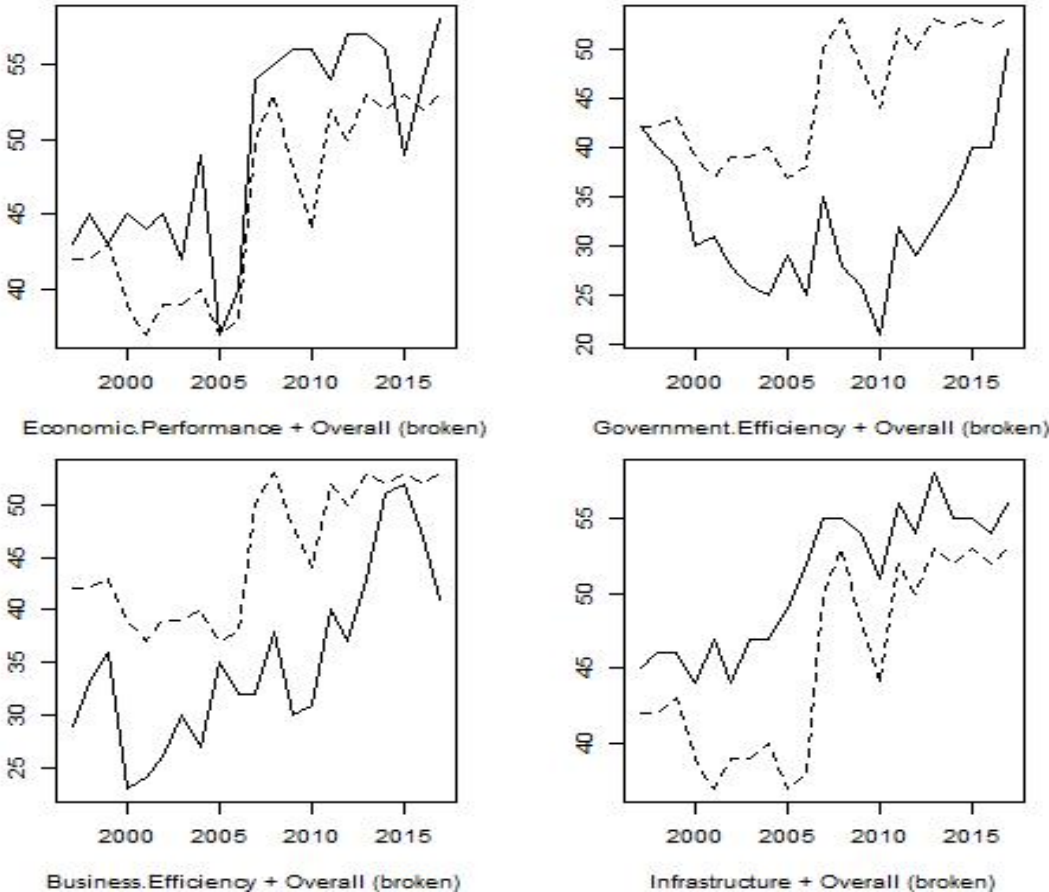 55
50
45
40
2000 2005 2010 2015
Economic.Performance + Overall (broken)
50
45
40
35
30
25
20
2000 2005 2010 2015
Government.Efficiency + Overall (broken)
50
45
40
35
30
25
2000 2005 2010 2015
Business.Efficiency + Overall (broken)
55
50
45
40
2000 2005 2010 2015
Infrastructure + Overall (broken)